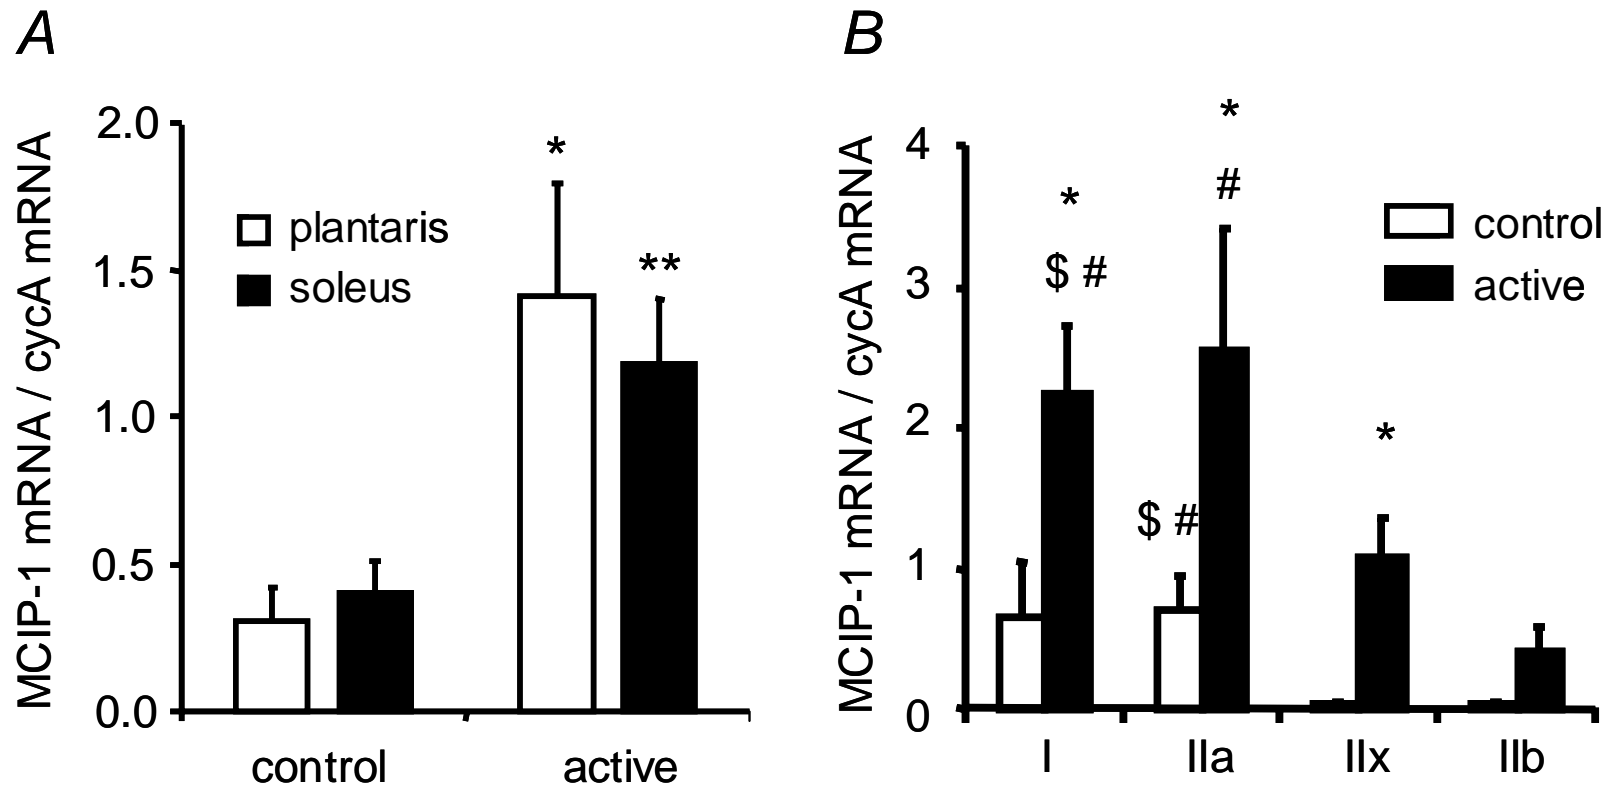 A
MCIP-1 mRNA / cycA mRNA
2.0
1.5
1.0
0.5
0.0
plantaris
soleus
*
**
control
active
B
MCIP-1 mRNA / cycA mRNA
4
3
2
1
0
*
$ #
$ #
*
#
*
control
active
I
IIa
IIx
IIb